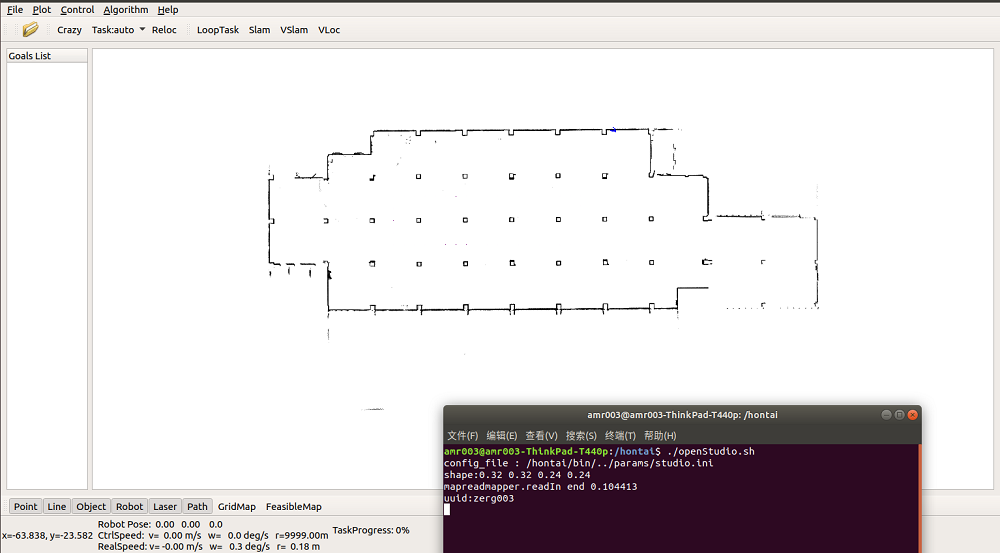 File Plot Control Algorithm Help
Crazy Task:auto Reloc LoopTask Slam VSlam VLoc
Goals List
amr003@amr003-ThinkPad-T440p: /hontai
文件(F) 编辑(E) 查看(V) 搜索(S) 终端(T) 帮助(H)
amr003@amr003-ThinkPad-T440p:/hontai$ ./openStudio.sh
config_file : /hontai/bin/../params/studio.ini
shape:0.32 0.32 0.24 0.24
mapreadmapper.readIn end 0.104413
uuid:zerg003
Point Line Object Robot Laser Path GridMap FeasibleMap
x=-63.838, y=-23.582
Robot Pose: 0.00 0.00 0.0
CtrlSpeed: v= 0.00 m/s w= 0.0 deg/s r=9999.00m
RealSpeed: v= -0.00 m/s w= 0.3 deg/s r= 0.18 m
TaskProgress: 0%